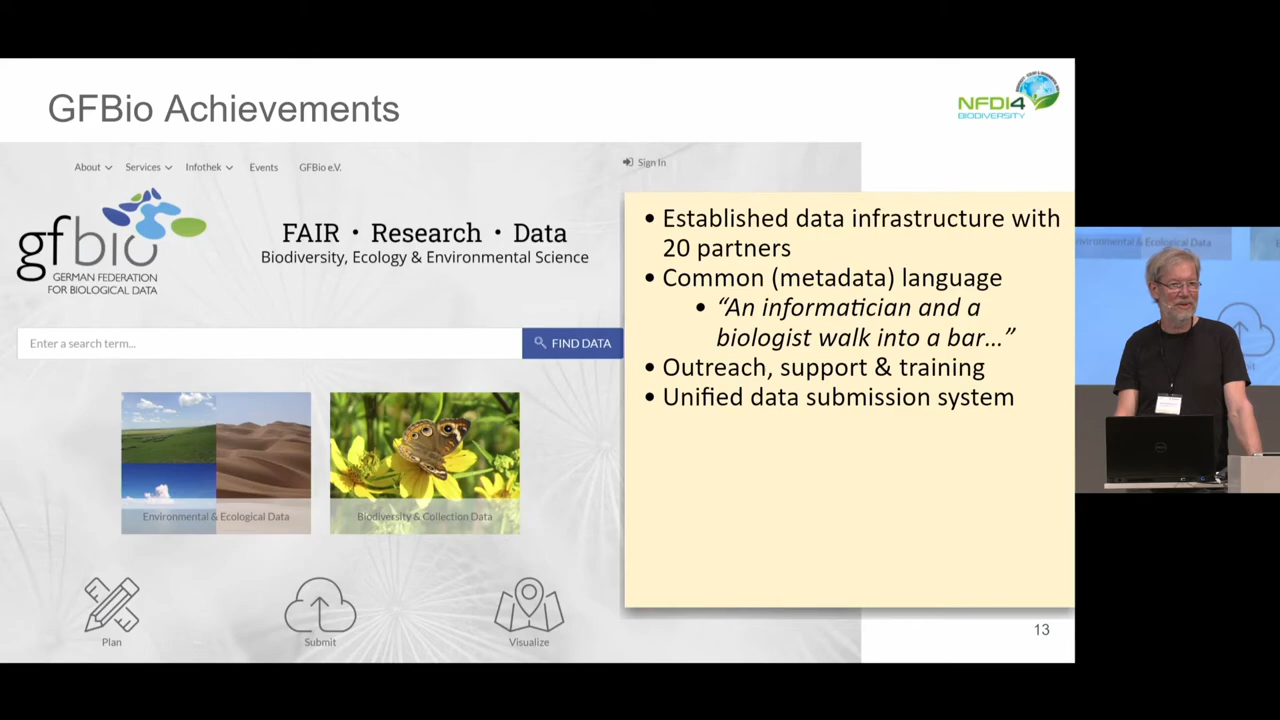 GFBio Achievements
NFDI4
BIODIVERSITY
About
Services
Infothek
Events
GFBio e.V.
Sign In
gfbio
GERMAN FEDERATION
FOR BIOLOGICAL DATA
FAIR · Research · Data
Biodiversity, Ecology & Environmental Science
Enter a search term...
FIND DATA
Environmental & Ecological Data
Biodiversity & Collection Data
Plan
Submit
Visualize
• Established data infrastructure with
20 partners
• Common (metadata) language
• “An informatician and a
biologist walk into a bar…”
• Outreach, support & training
• Unified data submission system
13
nvironmental & Ecological Data